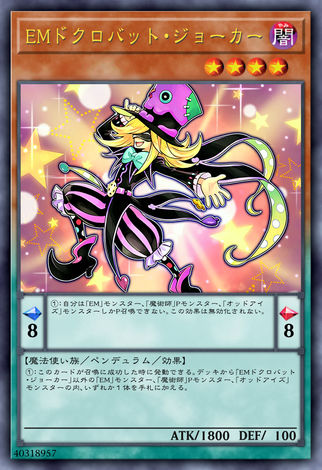 EMドクロバット・ジョーカー
闇
やみ
①：自分は「EM」モンスター、「魔術師」Pモンスター、「オッドアイ
ズ」モンスターしかP召喚できない。この効果は無効化されない。
8
8
【魔法使い族／ペンデュラム／効果】
①：このカードが召喚に成功した時に発動できる。デッキから「EMドクロバット
・ジョーカー」以外の「EM」モンスター、「魔術師」Pモンスター、「オッドアイズ」
モンスターの内、いずれか１体を手札に加える。
ATK/1800 DEF/ 100
40318957